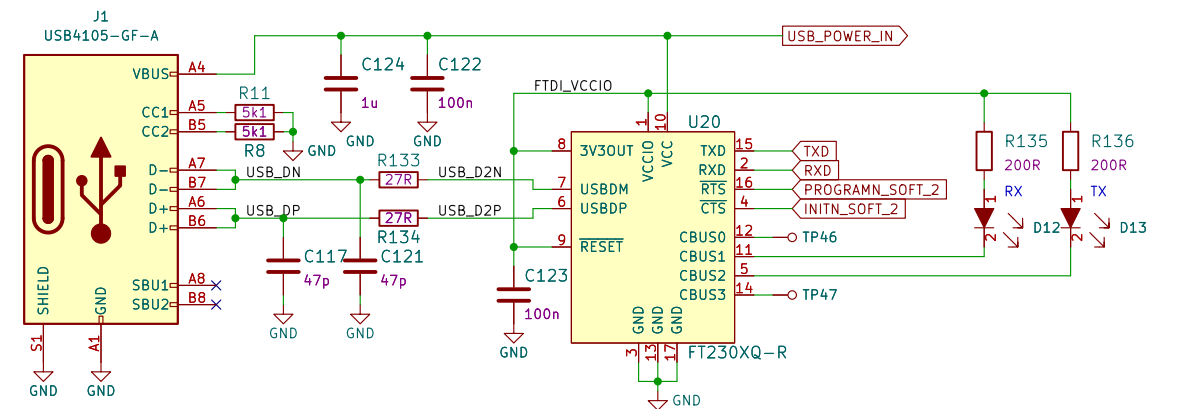 J1
USB4105-GF-A
VBUS A4
CC1 A5
CC2 B5
D- A7
D- B7
D+ A6
D+ B6
SBU1 A8
SBU2 B8
SHIELD
GND
S1
A1
GND
GND
R11
5k1
5k1
R8
GND
C124
1u
GND
C122
100n
GND
USB_POWER_IN
FTDI_VCCIO
USB_DN
R133
27R
USB_D2N
USB_DP
27R
R134
USB_D2P
C117
47p
GND
C121
47p
GND
C123
100n
GND
U20
1
10
VCCIO
VCC
8 3V3OUT
7 USBDM
6 USBDP
9 RESET
TXD 15 TXD
RXD 2 RXD
RTS 16 PROGRAMN_SOFT_2
CTS 4 INITN_SOFT_2
CBUS0 12 TP46
CBUS1 11
CBUS2 5
CBUS3 14 TP47
GND
GND
GND
3
13
17
FT230XQ-R
GND
R135
200R
RX
1
2
D12
R136
200R
TX
1
2
D13